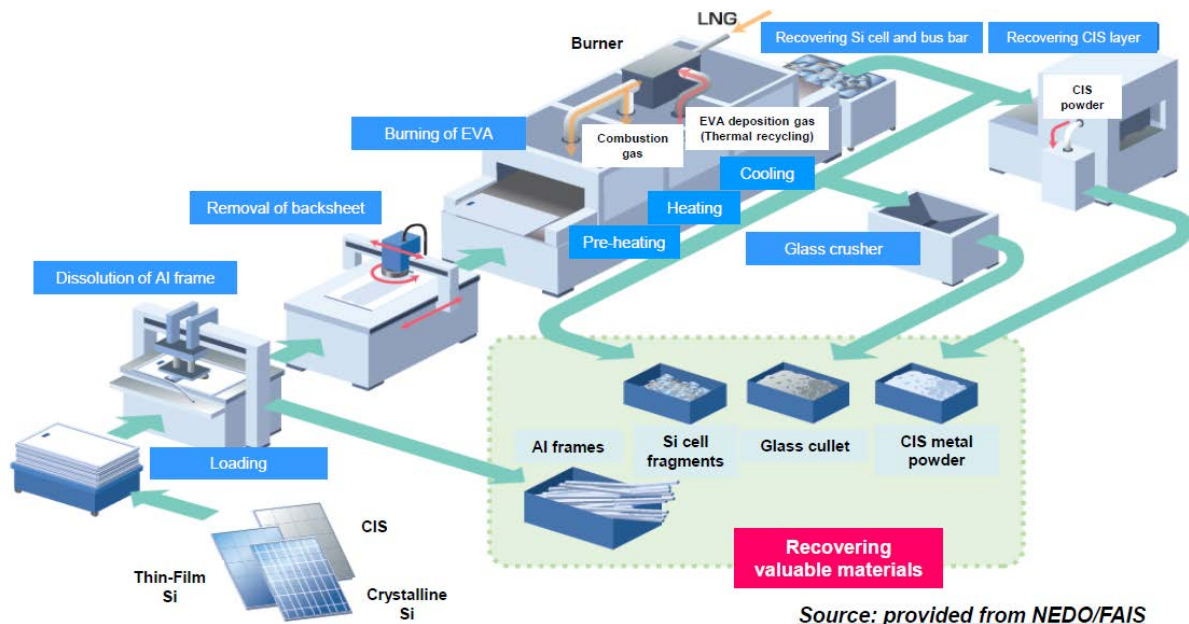 LNG
Burner
Recovering Si cell and bus bar
Recovering CIS layer
CIS
powder
Burning of EVA
Combustion
gas
EVA deposition gas
(Thermal recycling)
Cooling
Removal of backsheet
Heating
Pre-heating
Glass crusher
Dissolution of Al frame
Al frames
Si cell
fragments
Glass cullet
CIS metal
powder
Loading
CIS
Thin-Film
Si
Crystalline
Si
Recovering
valuable materials
Source: provided from NEDO/FAIS